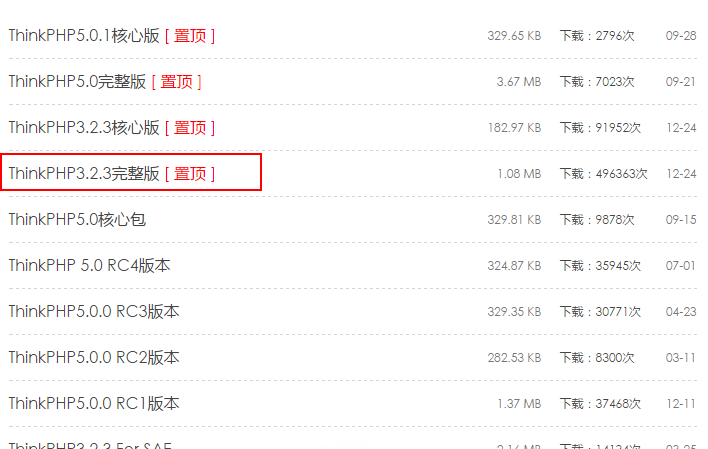 ThinkPHP5.0.1核心版 [ 置顶 ] 329.65 KB 下载：2796次 09-28
ThinkPHP5.0完整版 [ 置顶 ] 3.67 MB 下载：7023次 09-21
ThinkPHP3.2.3核心版 [ 置顶 ] 182.97 KB 下载：91952次 12-24
ThinkPHP3.2.3完整版 [ 置顶 ] 1.08 MB 下载：496363次 12-24
ThinkPHP5.0核心包 329.81 KB 下载：9878次 09-15
ThinkPHP 5.0 RC4版本 324.87 KB 下载：35945次 07-01
ThinkPHP5.0.0 RC3版本 329.35 KB 下载：30771次 04-23
ThinkPHP5.0.0 RC2版本 282.53 KB 下载：8300次 03-11
ThinkPHP5.0.0 RC1版本 1.37 MB 下载：37468次 12-11
ThinkPHP3.2.3 For SAE